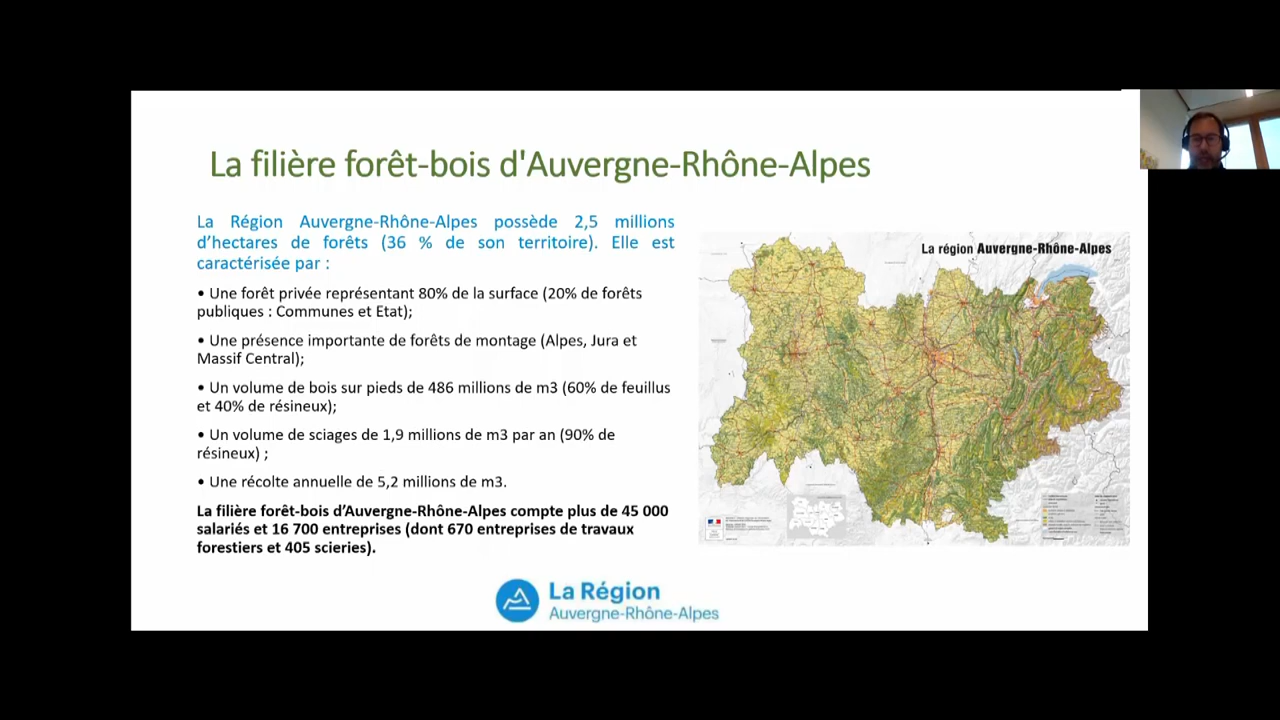 La filière forêt-bois d'Auvergne-Rhône-Alpes
La Région Auvergne-Rhône-Alpes possède 2,5 millions
d’hectares de forêts (36 % de son territoire). Elle est
caractérisée par :
• Une forêt privée représentant 80% de la surface (20% de forêts
publiques : Communes et Etat);
• Une présence importante de forêts de montage (Alpes, Jura et
Massif Central);
• Un volume de bois sur pieds de 486 millions de m3 (60% de feuillus
et 40% de résineux);
• Un volume de sciages de 1,9 millions de m3 par an (90% de
résineux) ;
• Une récolte annuelle de 5,2 millions de m3.
La filière forêt-bois d’Auvergne-Rhône-Alpes compte plus de 45 000
salariés et 16 700 entreprises (dont 670 entreprises de travaux
forestiers et 405 scieries).
La région Auvergne-Rhône-Alpes
La Région
Auvergne-Rhône-Alpes